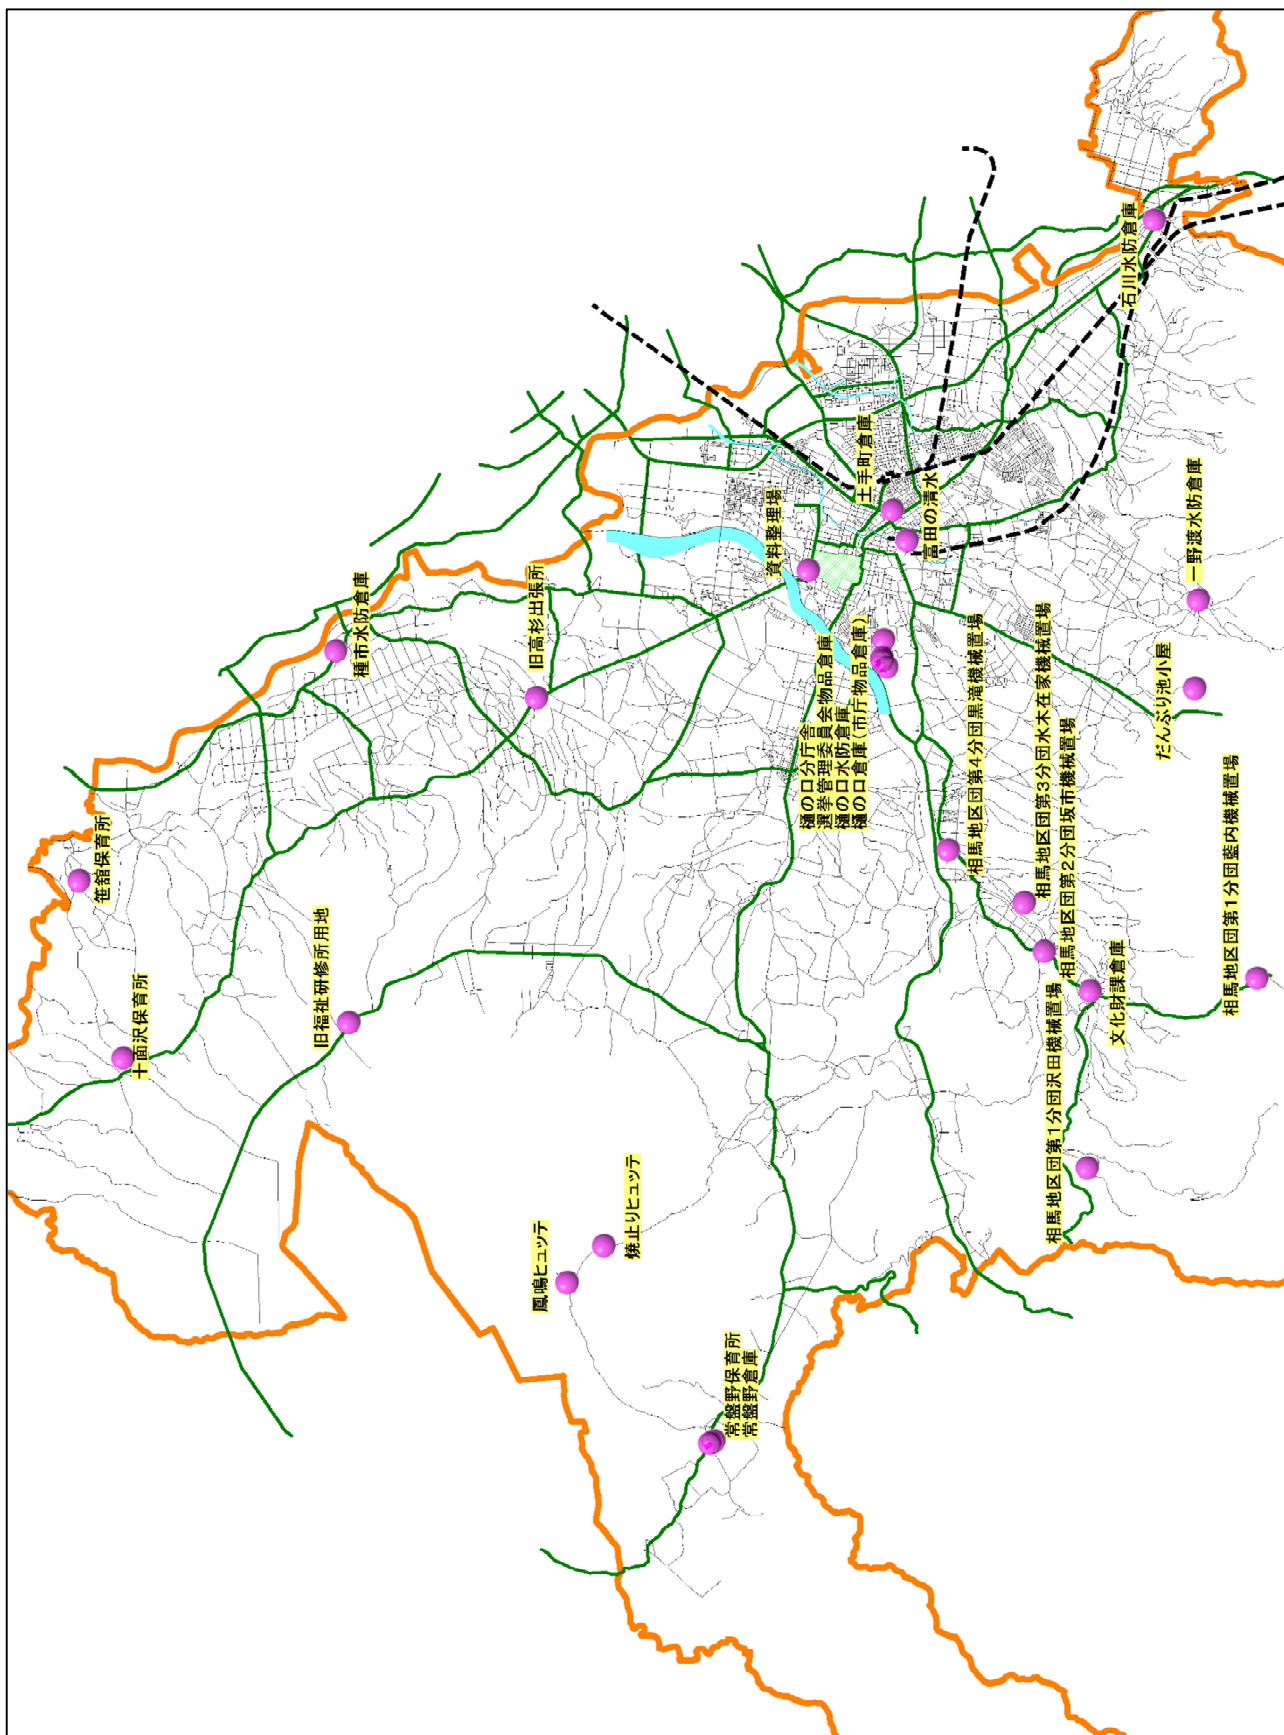 笹舘保育所
十面沢保育所
種市水防倉庫
旧福祉研修所用地
旧高杉出張所
鳳鳴ヒュッテ
焼止りヒュッテ
常盤野保育所
常盤野倉庫
資料整理場
樋の口分庁舎
選挙管理委員会物品倉庫
樋の口水防倉庫
樋の口倉庫(市庁物品倉庫)
土手町倉庫
富田の清水
石川水防倉庫
相馬地区団第4分団黒滝機械置場
相馬地区団第3分団水木在家機械置場
相馬地区団第2分団坂市機械置場
相馬地区団第1分団沢田機械置場
文化財課倉庫
だんぶり池小屋
一野渡水防倉庫
相馬地区団第1分団藍内機械置場